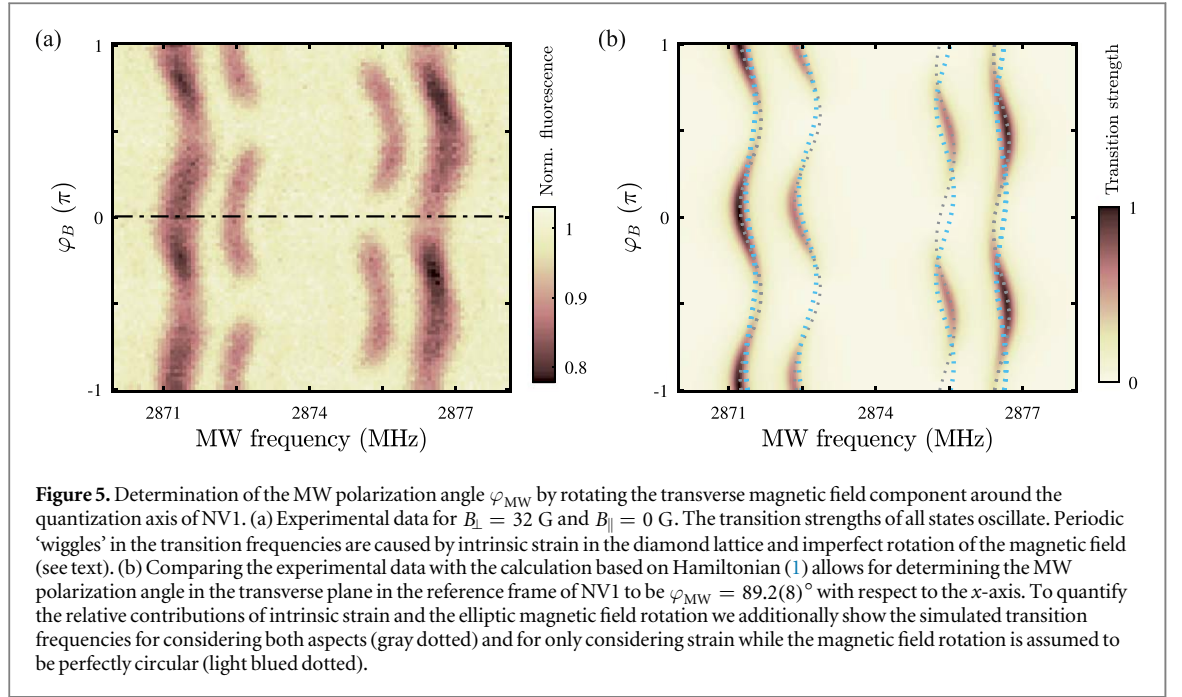 (a)
1
0
-1
φB (π)
2871
2874
2877
MW frequency (MHz)
Norm. fluorescence
1
0.9
0.8
(b)
1
0
-1
φB (π)
2871
2874
2877
MW frequency (MHz)
Transition strength
1
0
Figure 5. Determination of the MW polarization angle φMW by rotating the transverse magnetic field component around the
quantization axis of NV1. (a) Experimental data for B⊥ = 32 G and B∥ = 0 G. The transition strengths of all states oscillate. Periodic
‘wiggles’ in the transition frequencies are caused by intrinsic strain in the diamond lattice and imperfect rotation of the magnetic field
(see text). (b) Comparing the experimental data with the calculation based on Hamiltonian (1) allows for determining the MW
polarization angle in the transverse plane in the reference frame of NV1 to be φMW = 89.2(8)° with respect to the x-axis. To quantify
the relative contributions of intrinsic strain and the elliptic magnetic field rotation we additionally show the simulated transition
frequencies for considering both aspects (gray dotted) and for only considering strain while the magnetic field rotation is assumed to
be perfectly circular (light blued dotted).